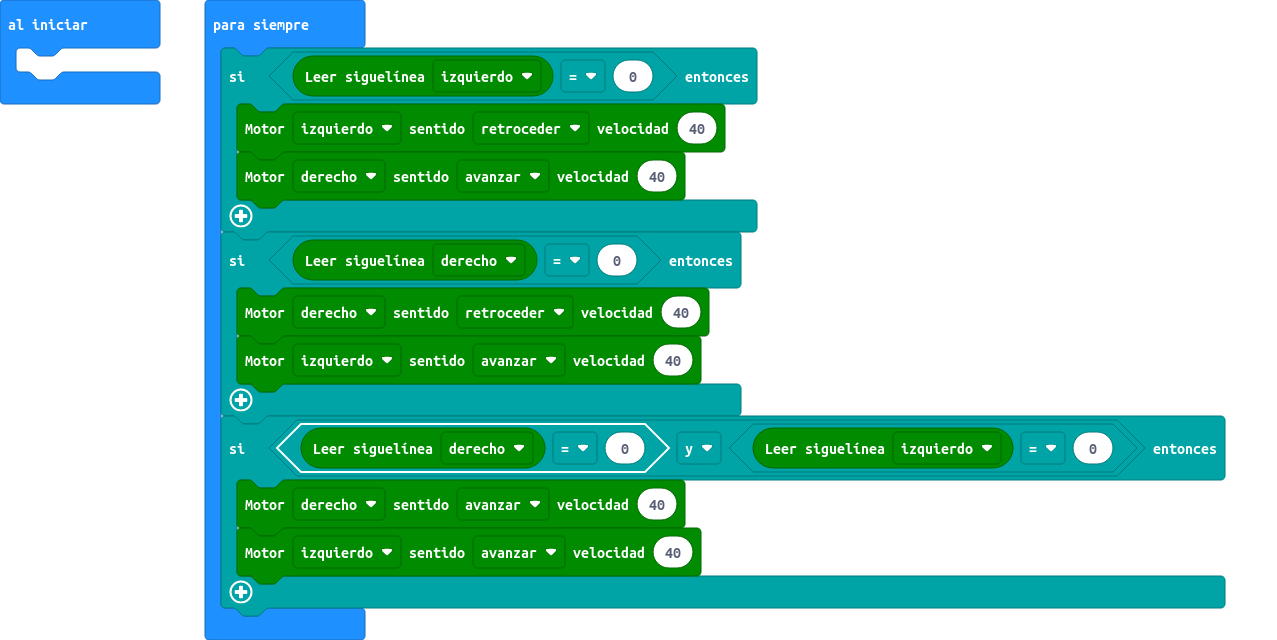 al iniciar
para siempre
si Leer siguelínea izquierdo = 0 entonces
Motor izquierdo sentido retroceder velocidad 40
Motor derecho sentido avanzar velocidad 40
si Leer siguelínea derecho = 0 entonces
Motor derecho sentido retroceder velocidad 40
Motor izquierdo sentido avanzar velocidad 40
si Leer siguelínea derecho = 0 y Leer siguelínea izquierdo = 0 entonces
Motor derecho sentido avanzar velocidad 40
Motor izquierdo sentido avanzar velocidad 40